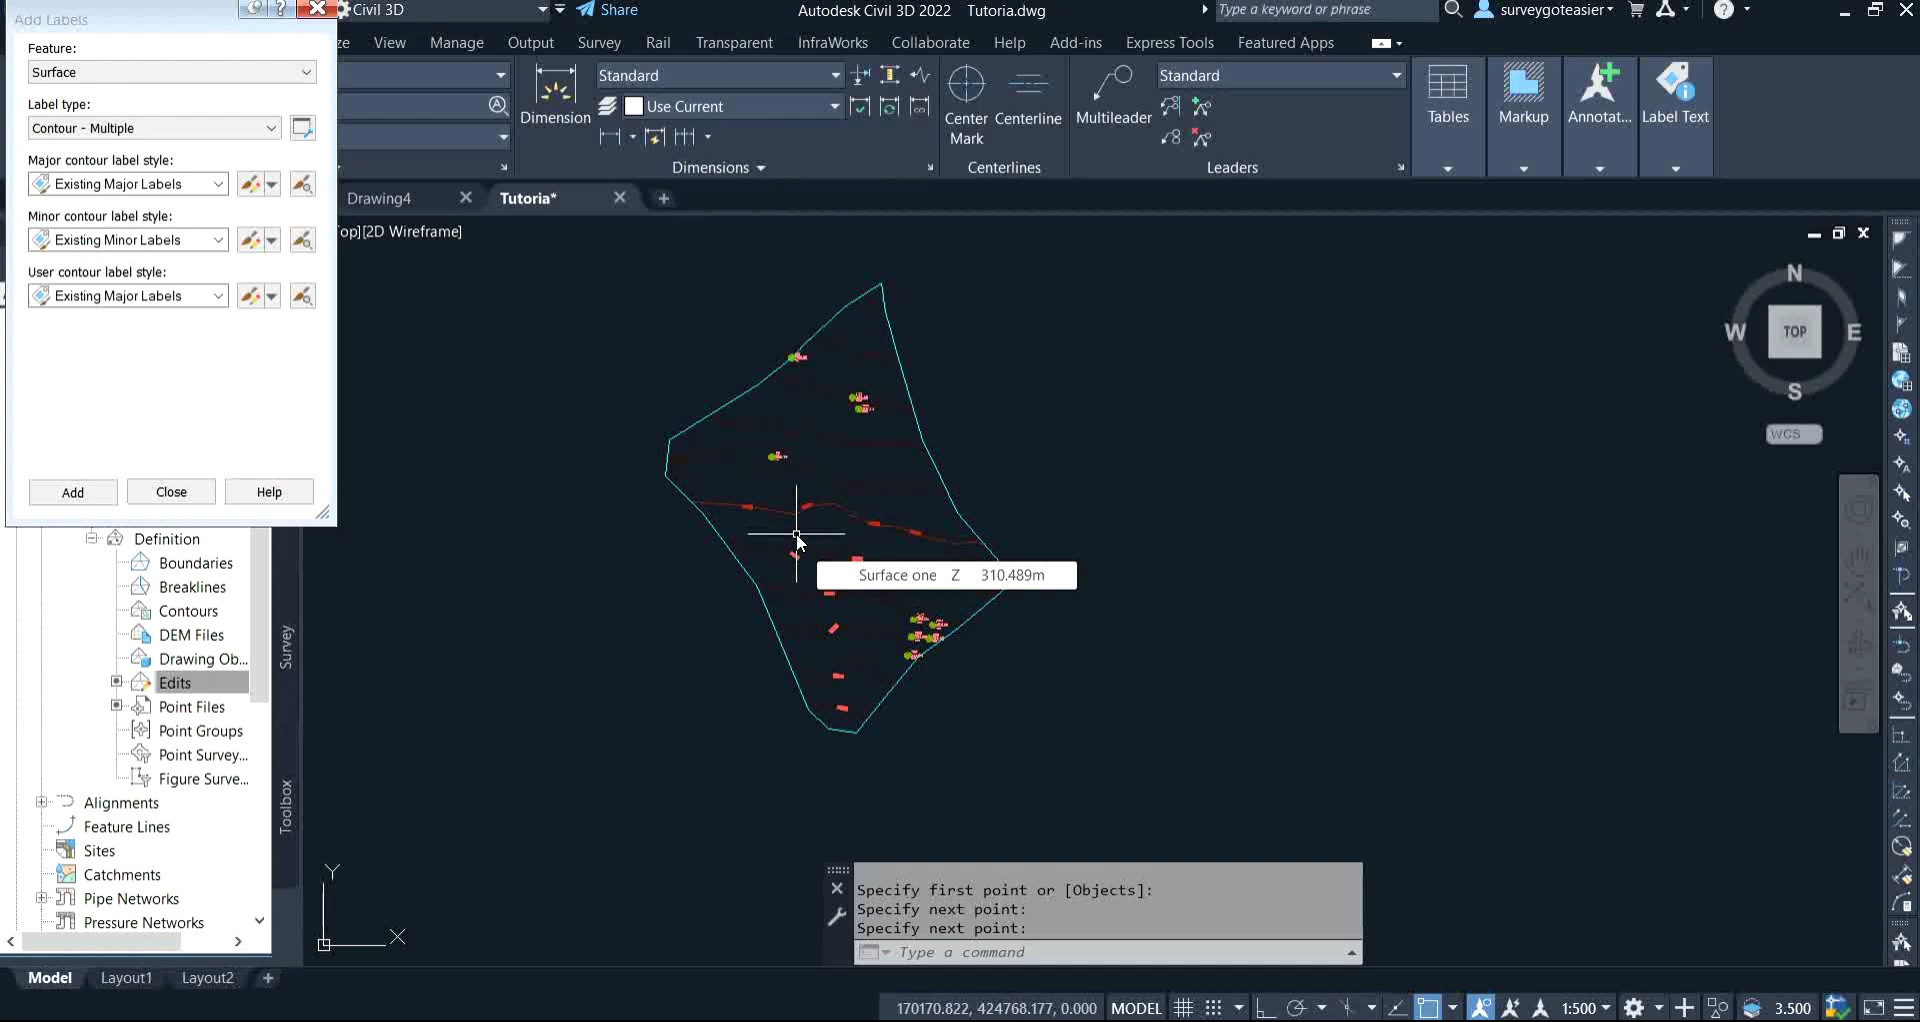 Add Labels
Civil 3D
Share
Autodesk Civil 3D 2022 Tutoria.dwg
Type a keyword or phrase
surveygoteasier
View
Manage
Output
Survey
Rail
Transparent
InfraWorks
Collaborate
Help
Add-ins
Express Tools
Featured Apps
Feature:
Surface
Label type:
Contour - Multiple
Major contour label style:
Existing Major Labels
Minor contour label style:
Existing Minor Labels
User contour label style:
Existing Major Labels
Add
Close
Help
Dimension
Standard
Use Current
Dimensions
Center Mark
Centerline
Centerlines
Multileader
Standard
Leaders
Tables
Markup
Annotat...
Label Text
Drawing4
Tutoria*
op][2D Wireframe]
N
W
TOP
E
S
WCS
Surface one Z 310.489m
Definition
Boundaries
Breaklines
Contours
DEM Files
Drawing Ob...
Edits
Point Files
Point Groups
Point Survey...
Figure Surve...
Alignments
Feature Lines
Sites
Catchments
Pipe Networks
Pressure Networks
Survey
Toolbox
Y
X
Specify first point or [Objects]:
Specify next point:
Specify next point:
Type a command
Model
Layout1
Layout2
170170.822, 424768.177, 0.000
MODEL
1:500
3.500